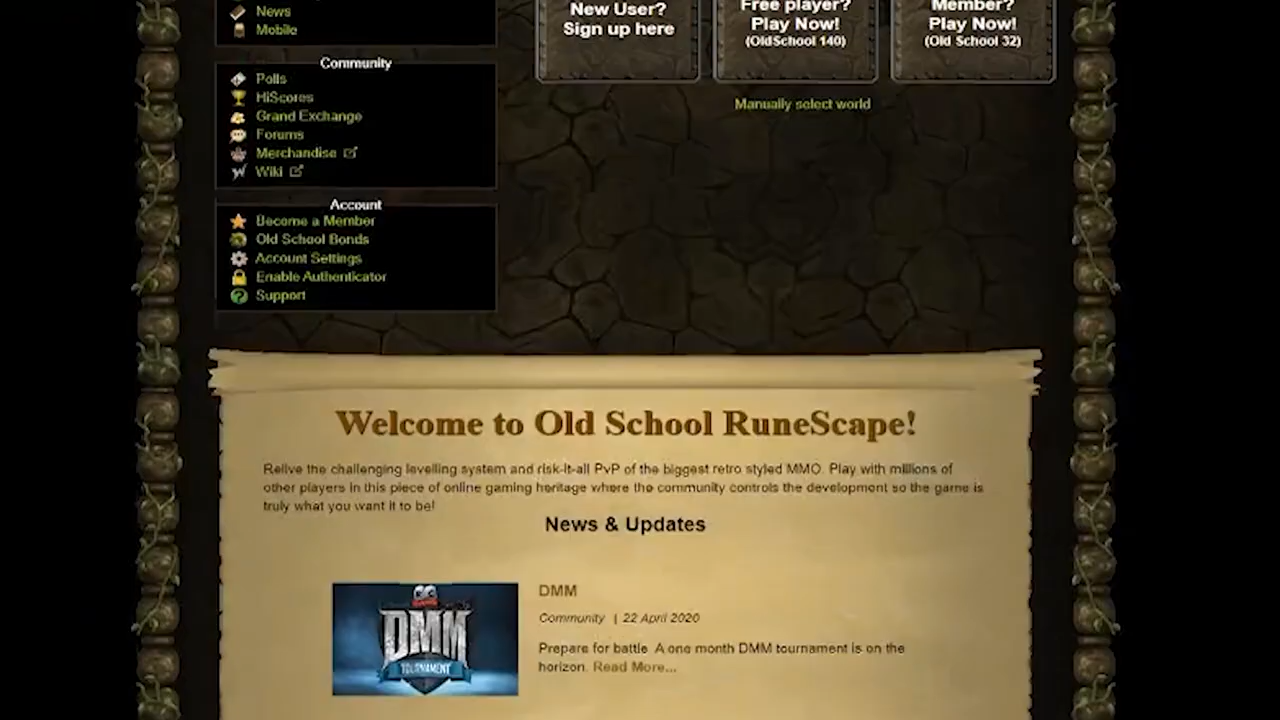 News
Mobile
Community
Polls
HiScores
Grand Exchange
Forums
Merchandise
Wiki
Account
Become a Member
Old School Bonds
Account Settings
Enable Authenticator
Support
New User?
Sign up here
Free player?
Play Now!
(OldSchool 140)
Member?
Play Now!
(Old School 32)
Manually select world
Welcome to Old School RuneScape!
Relive the challenging levelling system and risk-it-all PvP of the biggest retro styled MMO. Play with millions of
other players in this piece of online gaming heritage where the community controls the development so the game is
truly what you want it to be!
News & Updates
DMM
TOURNAMENT
DMM
Community | 22 April 2020
Prepare for battle. A one month DMM tournament is on the
horizon. Read More...